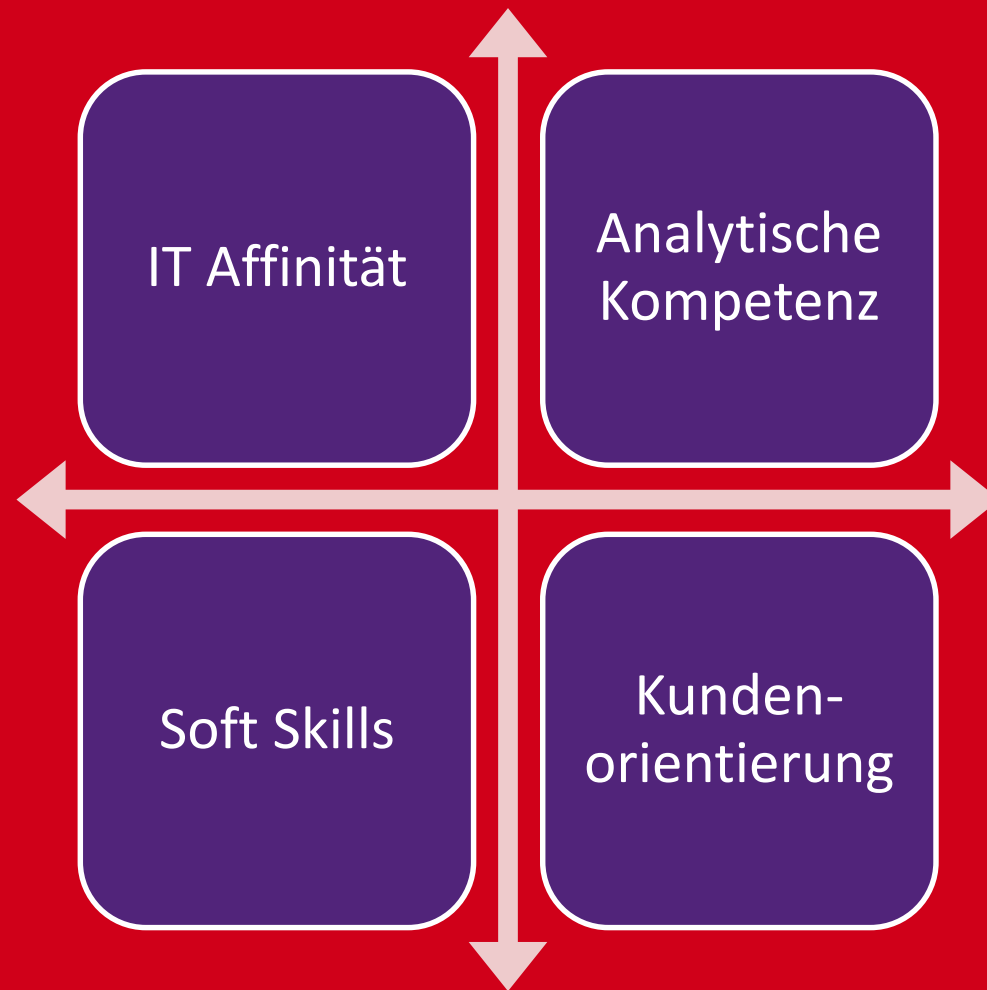 IT Affinität
Analytische
Kompetenz
Soft Skills
Kunden-
orientierung